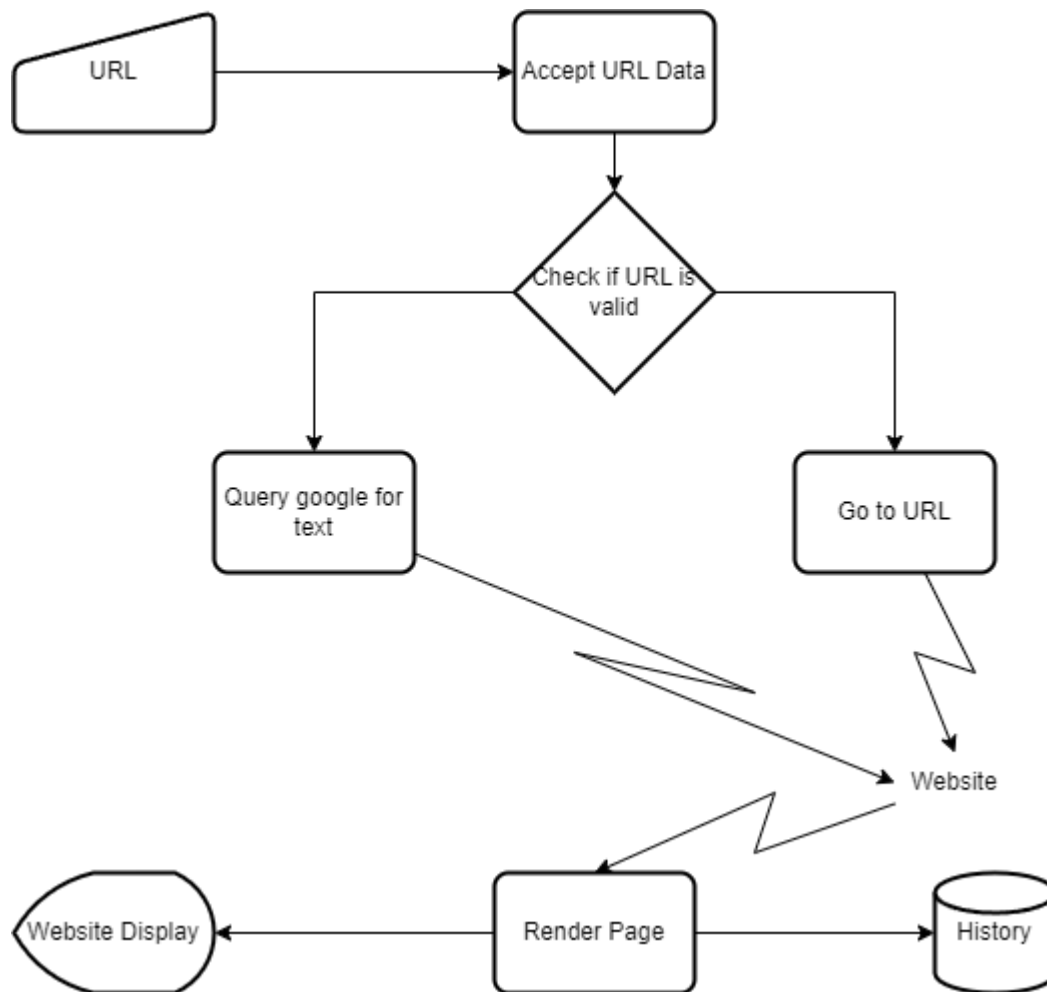 URL
Accept URL Data
Check if URL is
valid
Query google for
text
Go to URL
Website
Website Display
Render Page
History